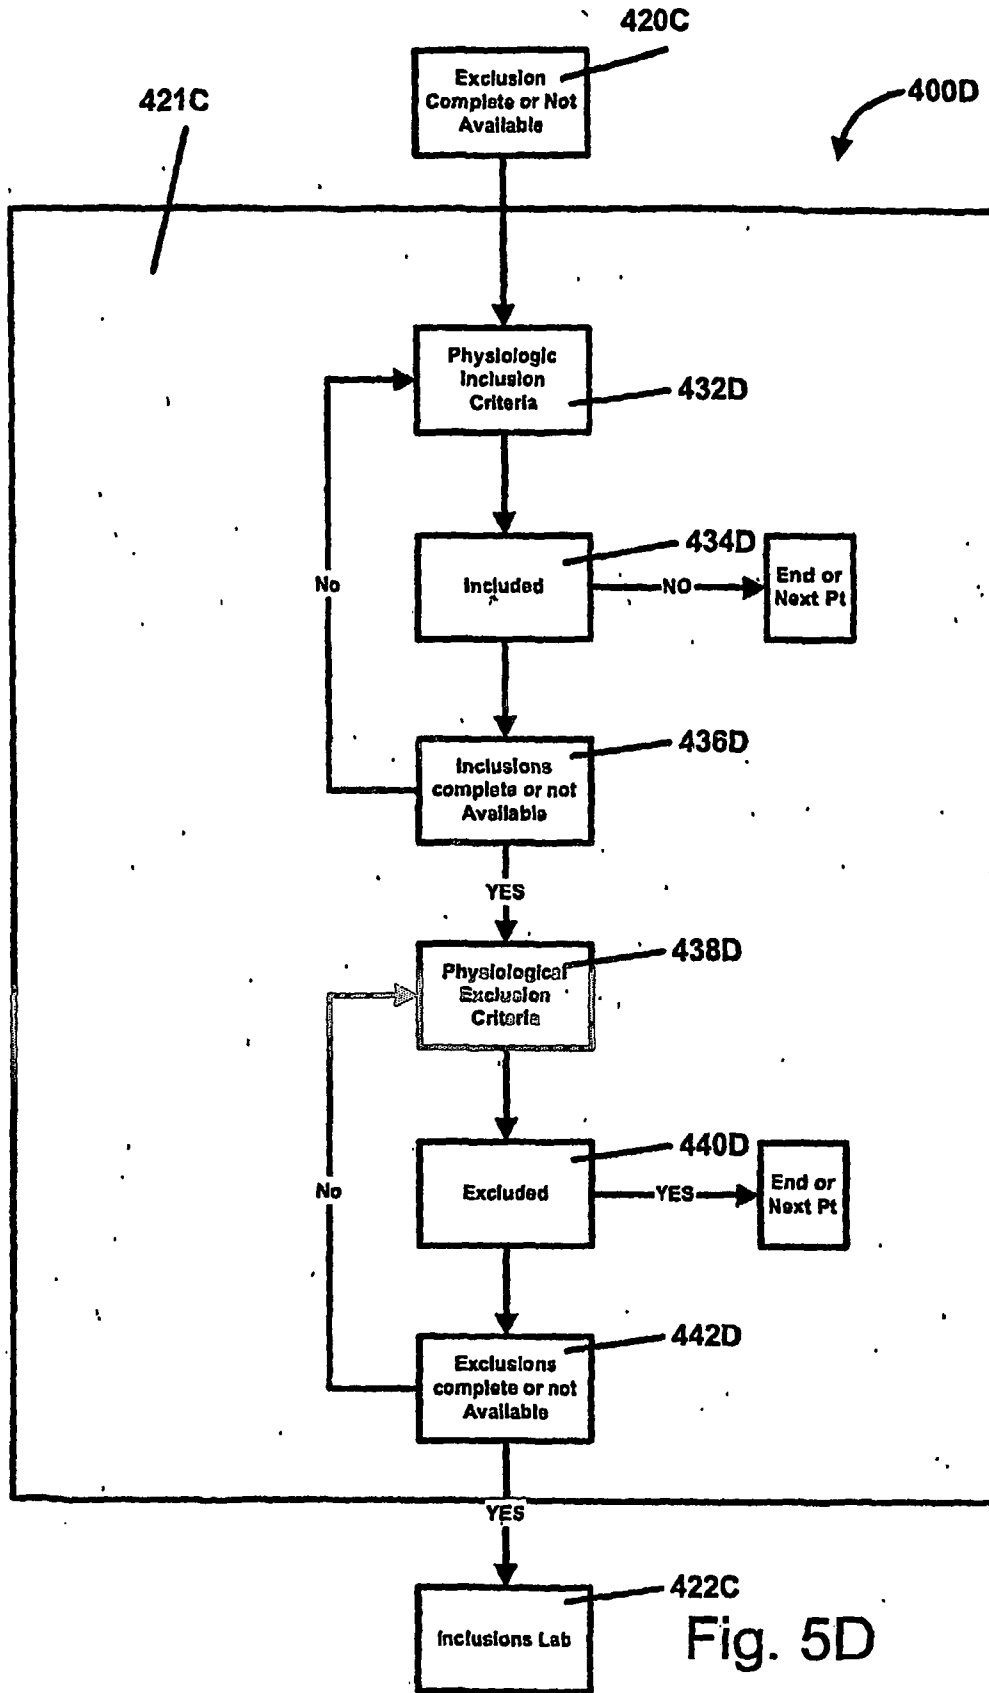 420C
Exclusion
Complete or Not
Available
421C
400D
Physiologic
Inclusion
Criteria
432D
434D
Included
NO
End or
Next Pt
No
436D
Inclusions
complete or not
Available
YES
438D
Physiological
Exclusion
Criteria
440D
Excluded
YES
End or
Next Pt
No
442D
Exclusions
complete or not
Available
YES
422C
Inclusions Lab
Fig. 5D